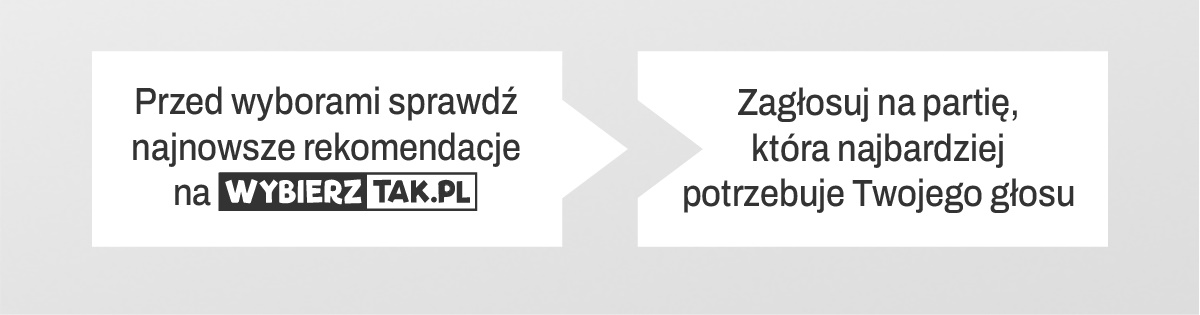 Przed wyborami sprawdź
najnowsze rekomendacje
na WYBIERZ TAK.PL
Zagłosuj na partię,
która najbardziej
potrzebuje Twojego głosu